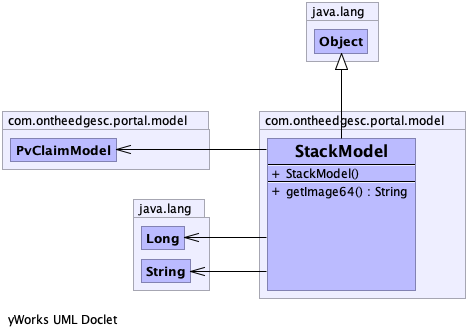 java.lang
Object
com.ontheedgesc.portal.model
PvClaimModel
com.ontheedgesc.portal.model
StackModel
+ StackModel()
+ getImage64() : String
java.lang
Long
String
yWorks UML Doclet